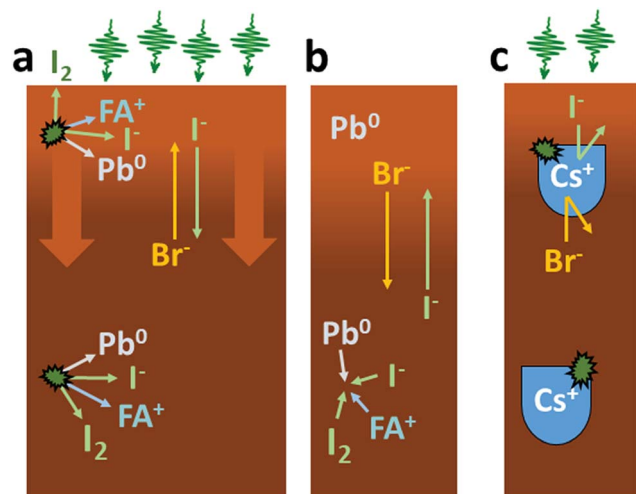 a
I₂
FA⁺
I⁻
Pb⁰
I⁻
Br⁻
Pb⁰
I⁻
FA⁺
I₂
b
Pb⁰
Br⁻
I⁻
Pb⁰
I⁻
I₂
FA⁺
c
I⁻
Cs⁺
Br⁻
Cs⁺